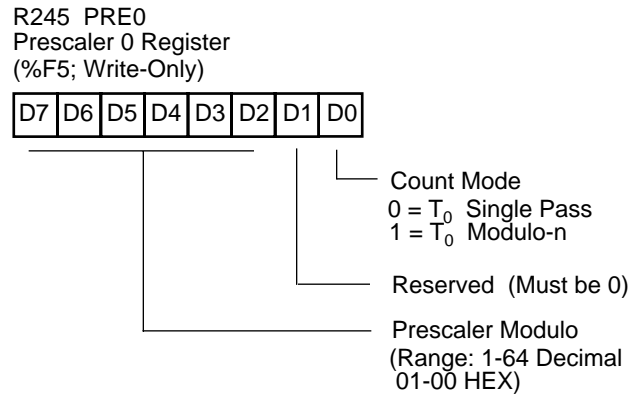 R245 PRE0
Prescaler 0 Register
(%F5; Write-Only)
D7 D6 D5 D4 D3 D2 D1 D0
Count Mode
0 = T0 Single Pass
1 = T0 Modulo-n
Reserved (Must be 0)
Prescaler Modulo
(Range: 1-64 Decimal
01-00 HEX)